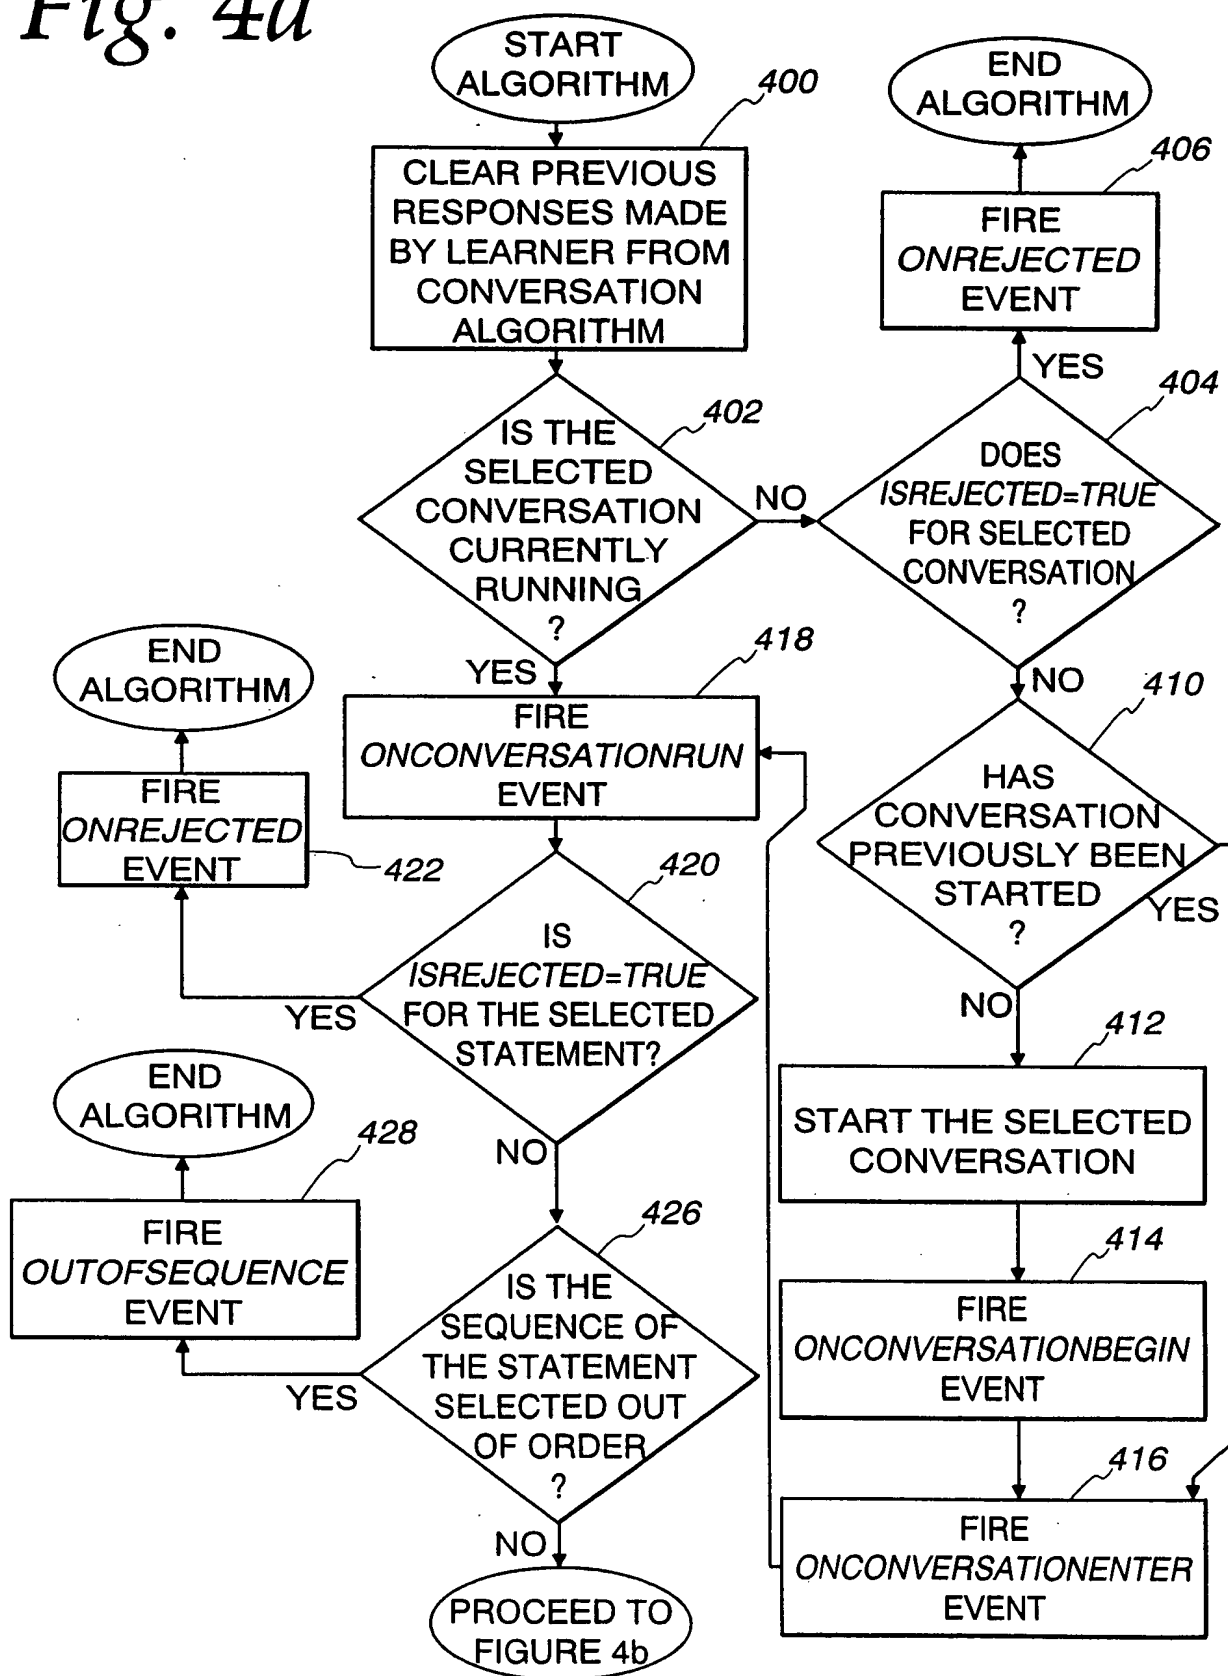 Fig. 4a
START
ALGORITHM
400
CLEAR PREVIOUS
RESPONSES MADE
BY LEARNER FROM
CONVERSATION
ALGORITHM
402
IS THE
SELECTED
CONVERSATION
CURRENTLY
RUNNING
?
NO
YES
END
ALGORITHM
406
FIRE
ONREJECTED
EVENT
YES
404
DOES
ISREJECTED=TRUE
FOR SELECTED
CONVERSATION
?
NO
410
HAS
CONVERSATION
PREVIOUSLY BEEN
STARTED
?
YES
NO
412
START THE SELECTED
CONVERSATION
414
FIRE
ONCONVERSATIONBEGIN
EVENT
416
FIRE
ONCONVERSATIONENTER
EVENT
418
FIRE
ONCONVERSATIONRUN
EVENT
420
IS
ISREJECTED=TRUE
FOR THE SELECTED
STATEMENT?
YES
NO
END
ALGORITHM
FIRE
ONREJECTED
EVENT
422
426
IS THE
SEQUENCE OF
THE STATEMENT
SELECTED OUT
OF ORDER
?
YES
NO
END
ALGORITHM
428
FIRE
OUTOFSEQUENCE
EVENT
PROCEED TO
FIGURE 4b